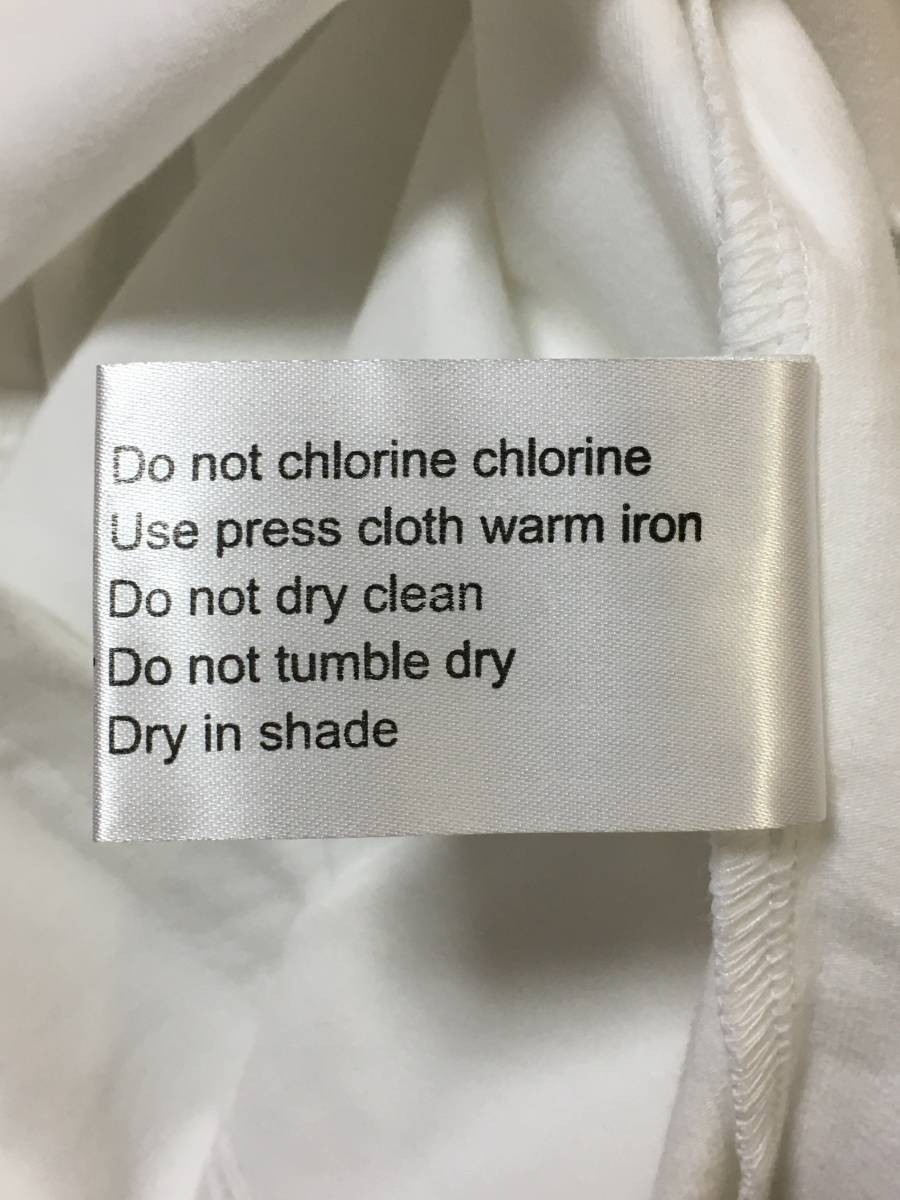 Do not chlorine chlorine
Use press cloth warm iron
Do not dry clean
Do not tumble dry
Dry in shade